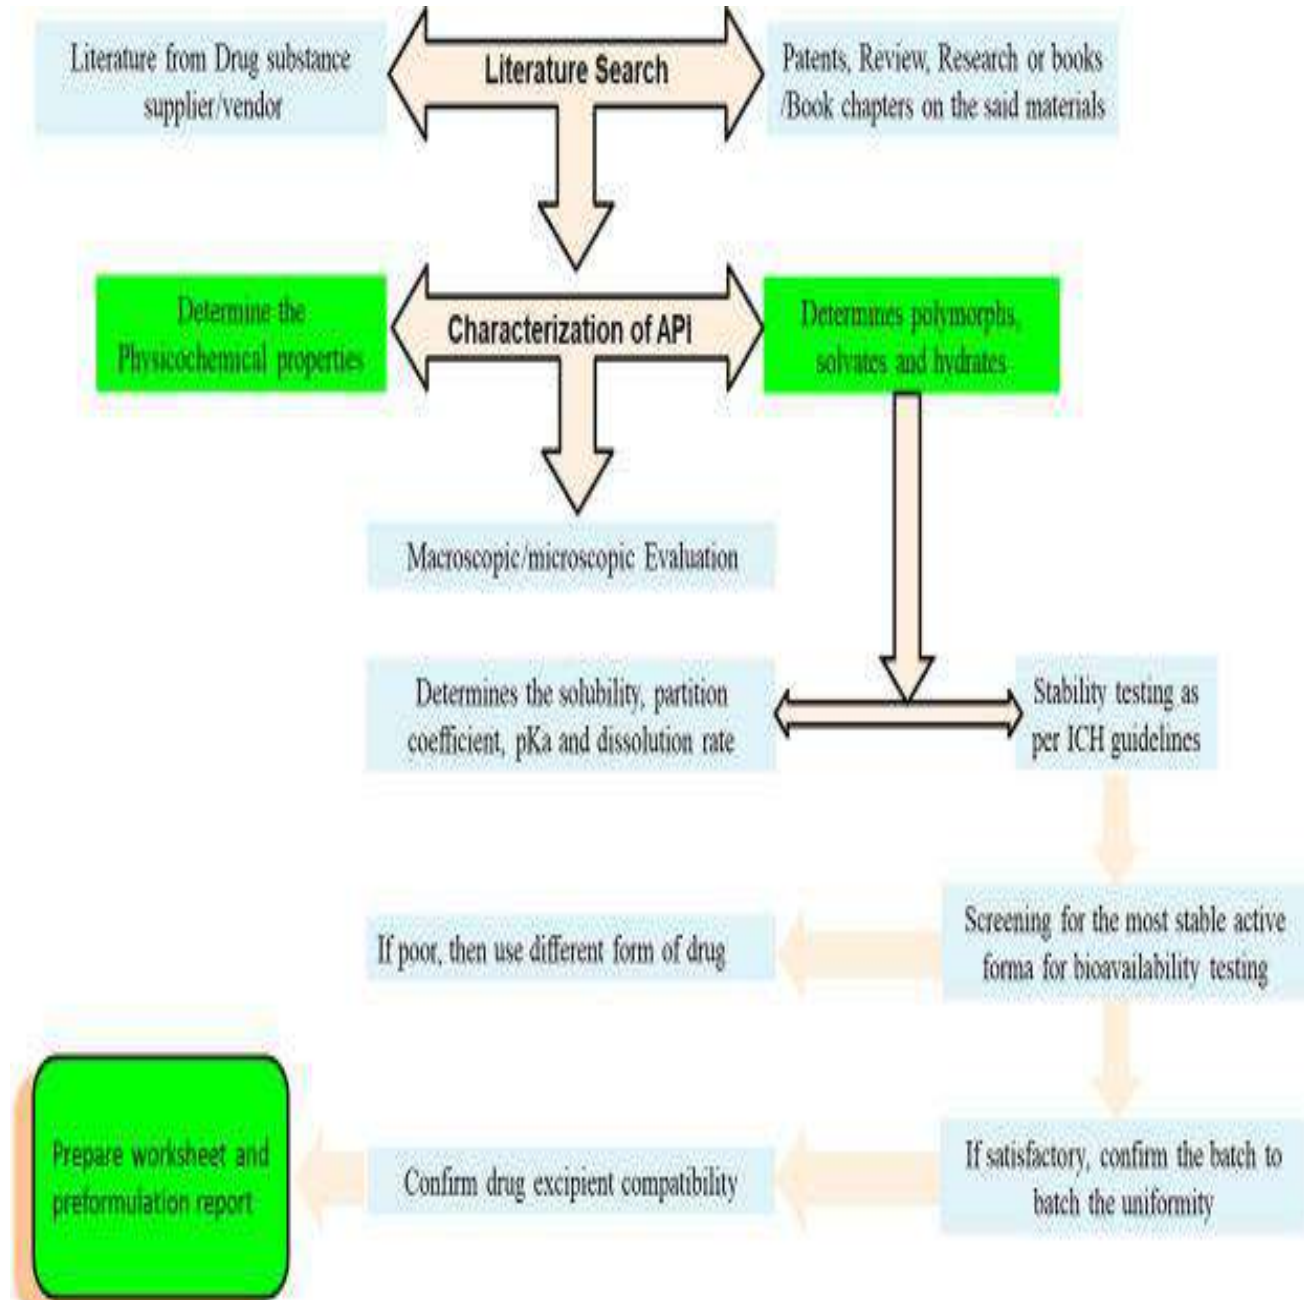 Literature from Drug substance
supplier/vendor
Literature Search
Patents, Review, Research or books
/Book chapters on the said materials
Determine the
Physicochemical properties
Characterization of API
Determines polymorphs,
solvates and hydrates
Macroscopic/microscopic Evaluation
Determines the solubility, partition
coefficient, pKa and dissolution rate
Stability testing as
per ICH guidelines
If poor, then use different form of drug
Screening for the most stable active
forma for bioavailability testing
Prepare worksheet and
preformulation report
Confirm drug excipient compatibility
If satisfactory, confirm the batch to
batch the uniformity